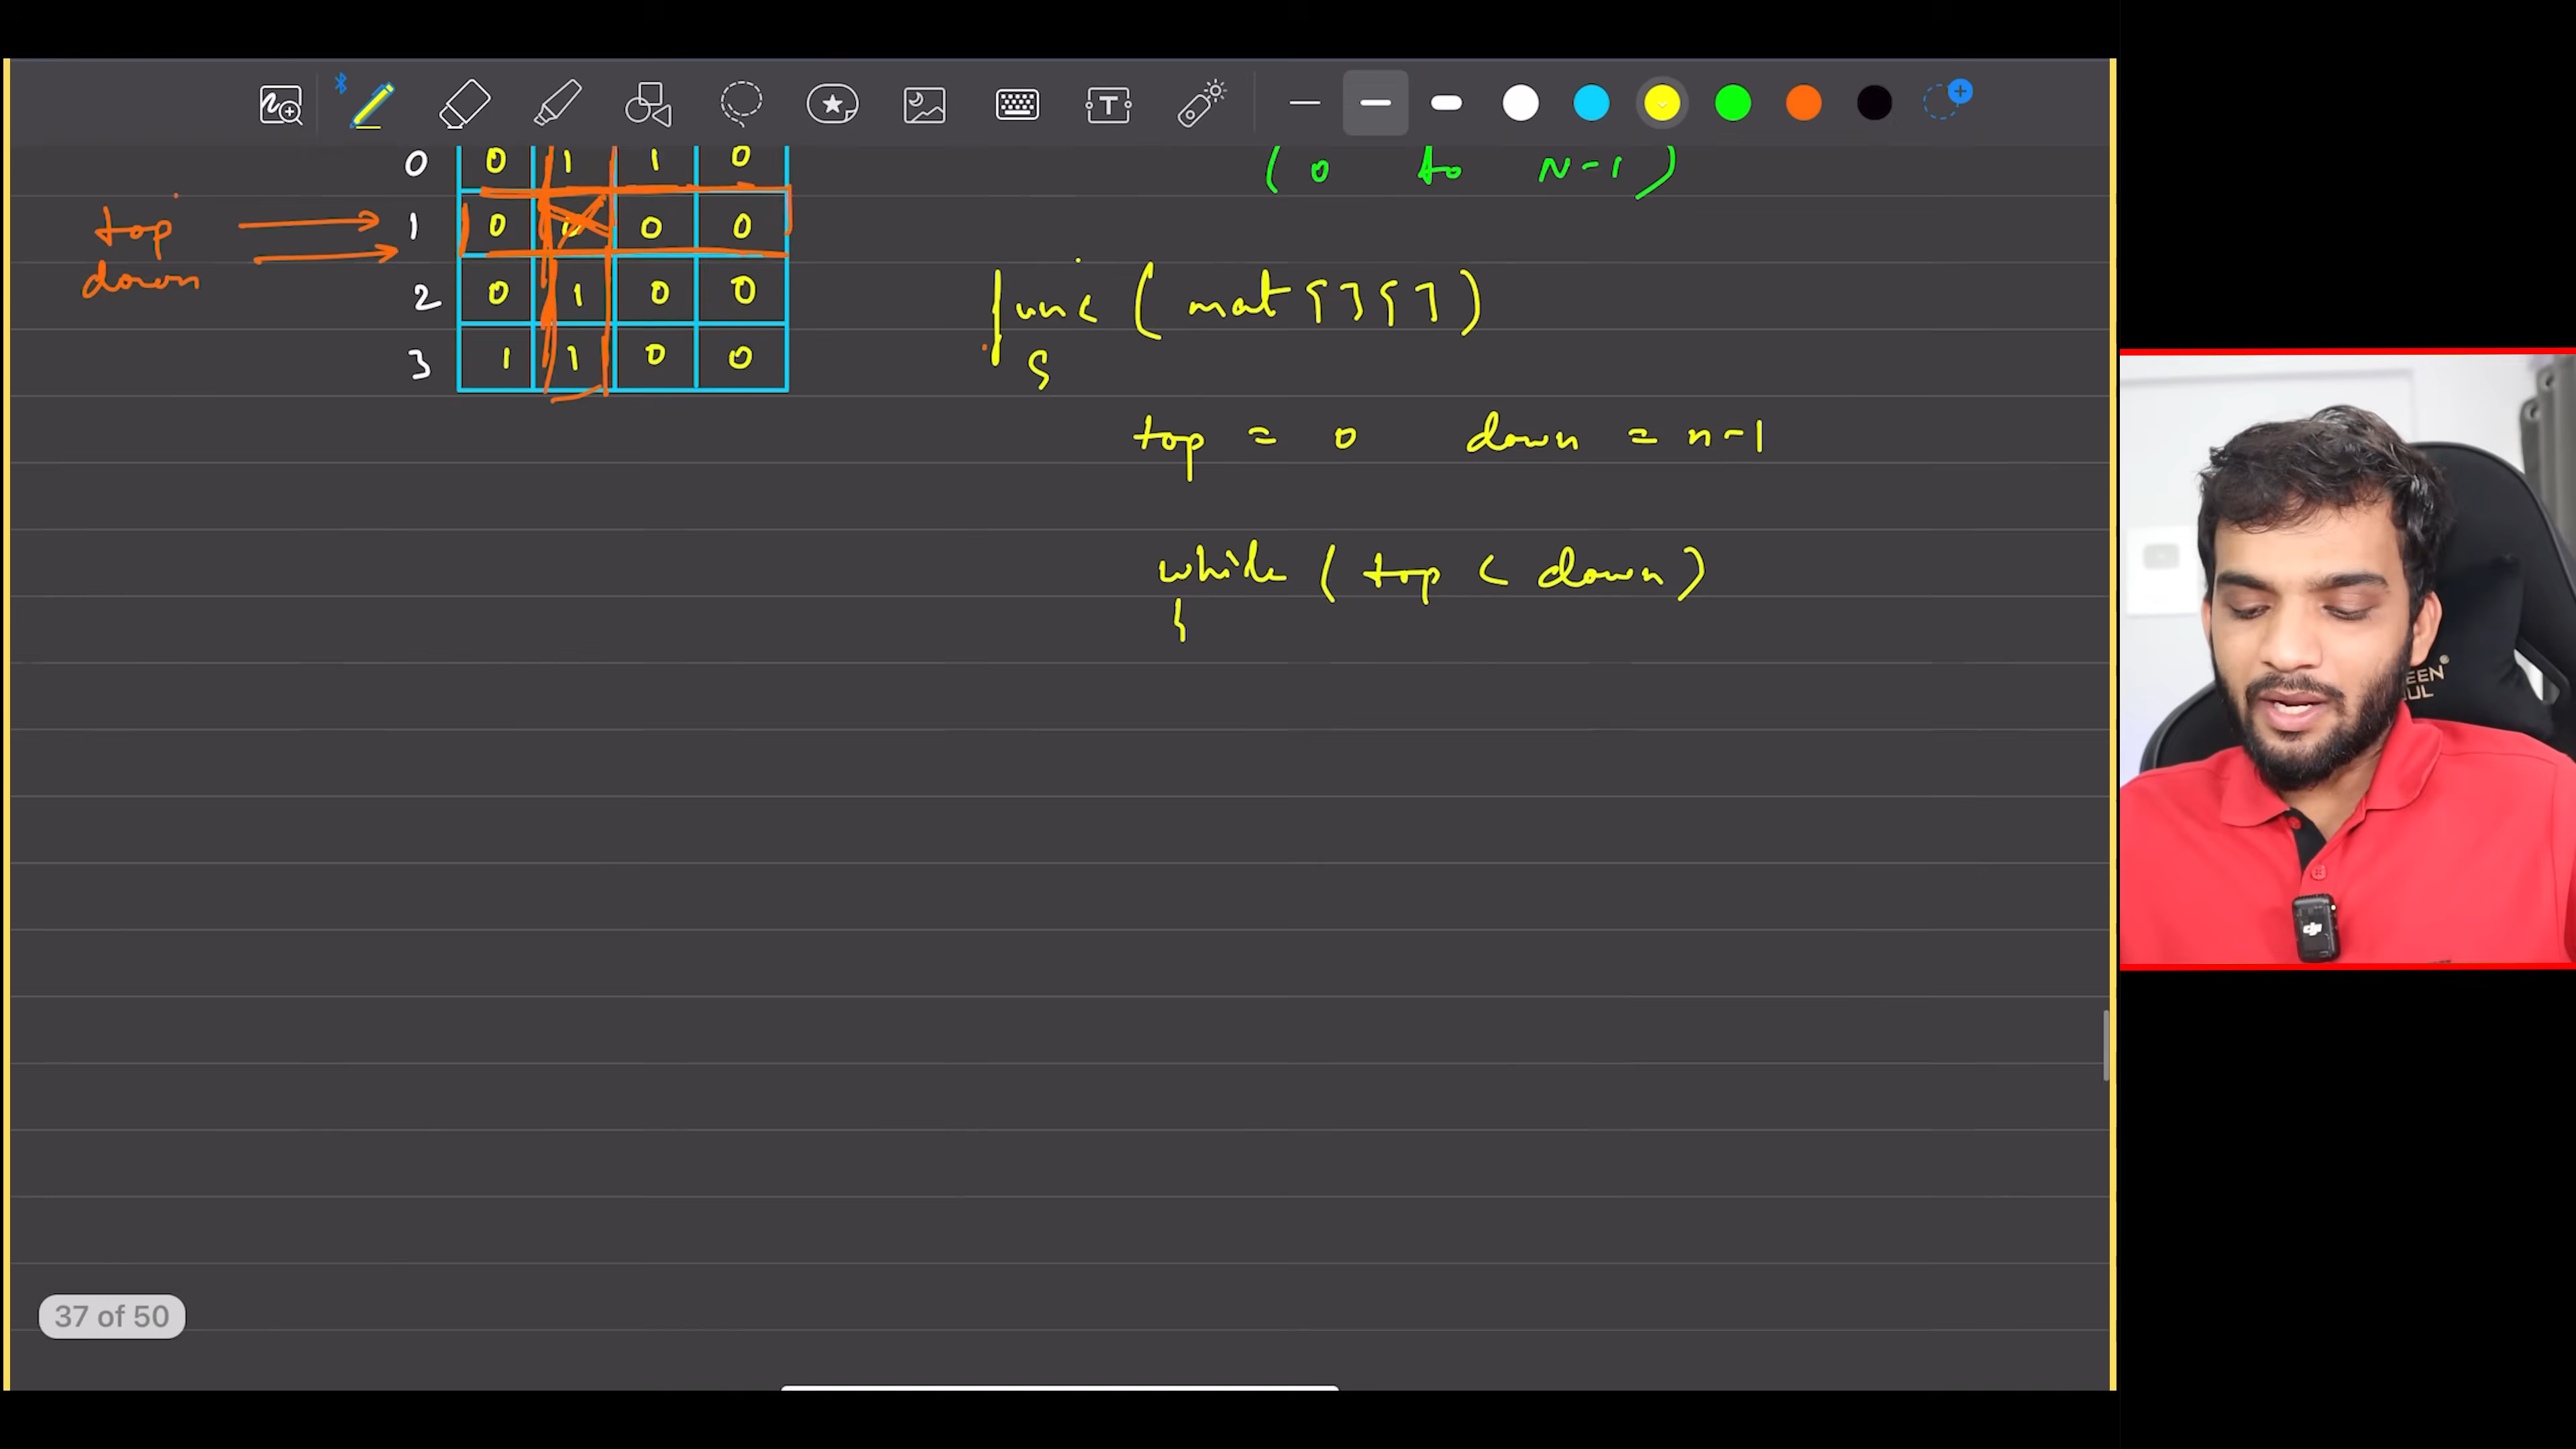 0 0 1 1 0
( 0 to N-1 )
top 1 0 0 0 0
down
2 0 1 0 0
3 1 1 0 0
func ( mat [ ] [ ] )
{
top = 0 down = n-1
while ( top < down )
{
37 of 50